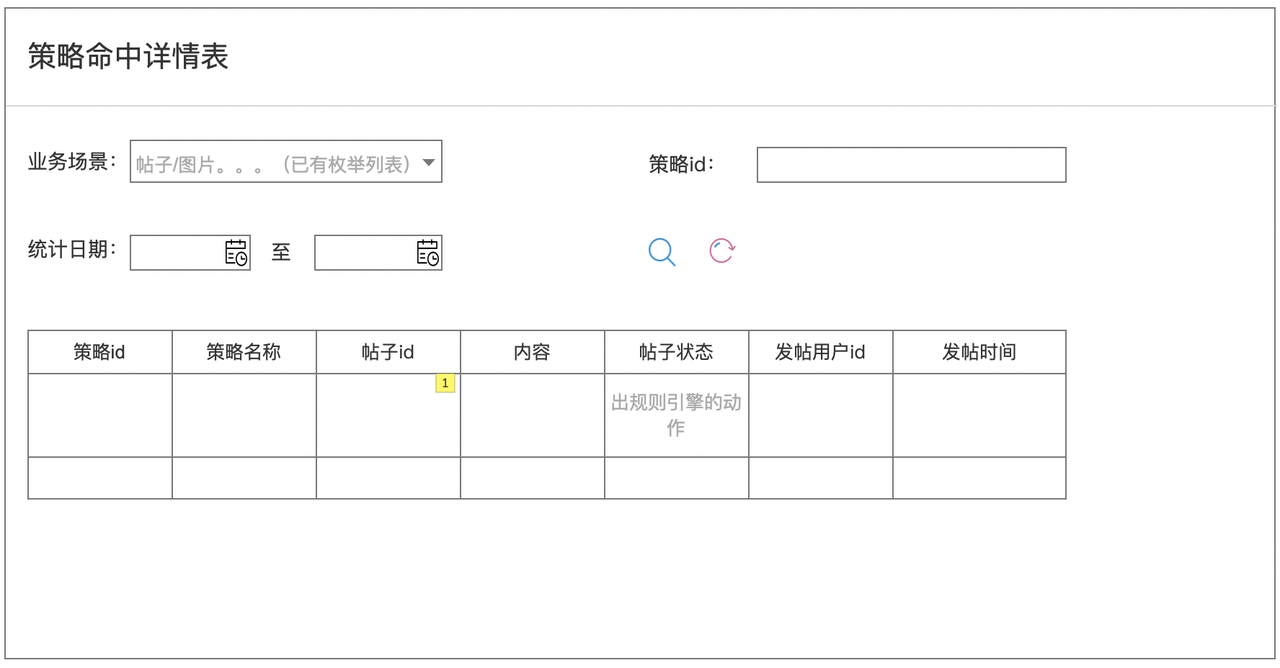 策略命中详情表
业务场景：
帖子/图片。。。（已有枚举列表）
策略id：
统计日期：
至
策略id
策略名称
帖子id
内容
帖子状态
发帖用户id
发帖时间
1
出规则引擎的动
作